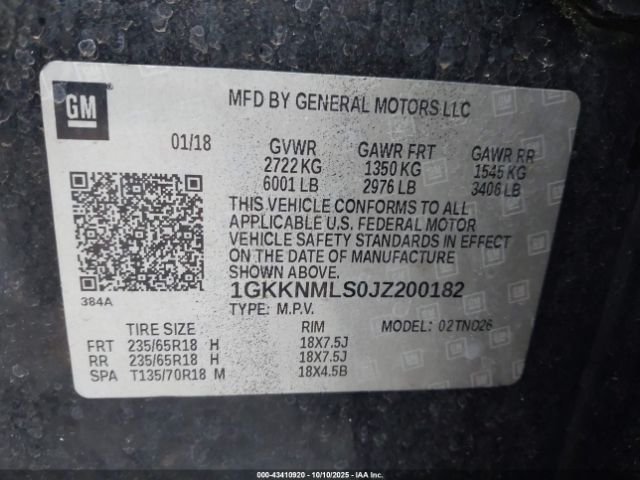 GM
MFD BY GENERAL MOTORS LLC
01/18
GVWR GAWR FRT GAWR RR
2722 KG 1350 KG 1545 KG
6001 LB 2976 LB 3406 LB
THIS VEHICLE CONFORMS TO ALL
APPLICABLE U.S. FEDERAL MOTOR
VEHICLE SAFETY STANDARDS IN EFFECT
ON THE DATE OF MANUFACTURE
SHOWN ABOVE.
384A
1GKKNMLS0JZ200182
TYPE: M.P.V.
TIRE SIZE RIM MODEL: 02TNO26
FRT 235/65R18 H 18X7.5J
RR 235/65R18 H 18X7.5J
SPA T135/70R18 M 18X4.5B
000-43410920 - 10/10/2025 - IAAI.COM